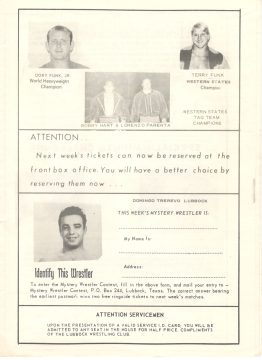 DORY FUNK, JR.
World Heavyweight
Champion
TERRY FUNK
WESTERN STATES
Champion
BOBBY HART & LORENZO PARENTE
WESTERN STATES
TAG TEAM
CHAMPIONS
ATTENTION
Next week's tickets can now be reserved at the
front box office. You will have a better choice by
reserving them now . . .
DOMINGO TREREVO LUBBOCK
THIS WEEK'S MYSTERY WRESTLER IS:
My Name Is:
Address:
Identify This Wrestler
To enter the Mystery Wrestler Contest, fill in the above form, and mail your entry to -
Mystery Wrestler Contest, P.O. Box 244, Lubbock, Texas. The correct answer bearing
the earliest postmark wins two free ringside tickets to next week's matches.
ATTENTION SERVICEMEN
UPON THE PRESENTATION OF A VALID SERVICE I.D. CARD, YOU WILL BE
ADMITTED TO ANY SEAT IN THE HOUSE FOR HALF PRICE, COMPLIMENTS
OF THE LUBBOCK WRESTLING CLUB.